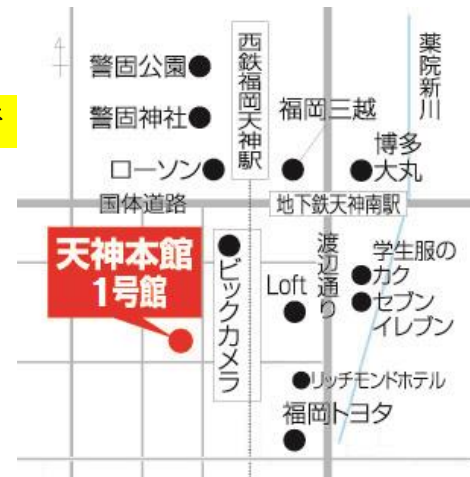 西鉄福岡天神駅
薬院新川
警固公園
警固神社
福岡三越
博多
大丸
ローソン
国体道路
地下鉄天神南駅
天神本館
1号館
ビックカメラ
渡辺通り
学生服の
カク
Loft
セブン
イレブン
リッチモンドホテル
福岡トヨタ